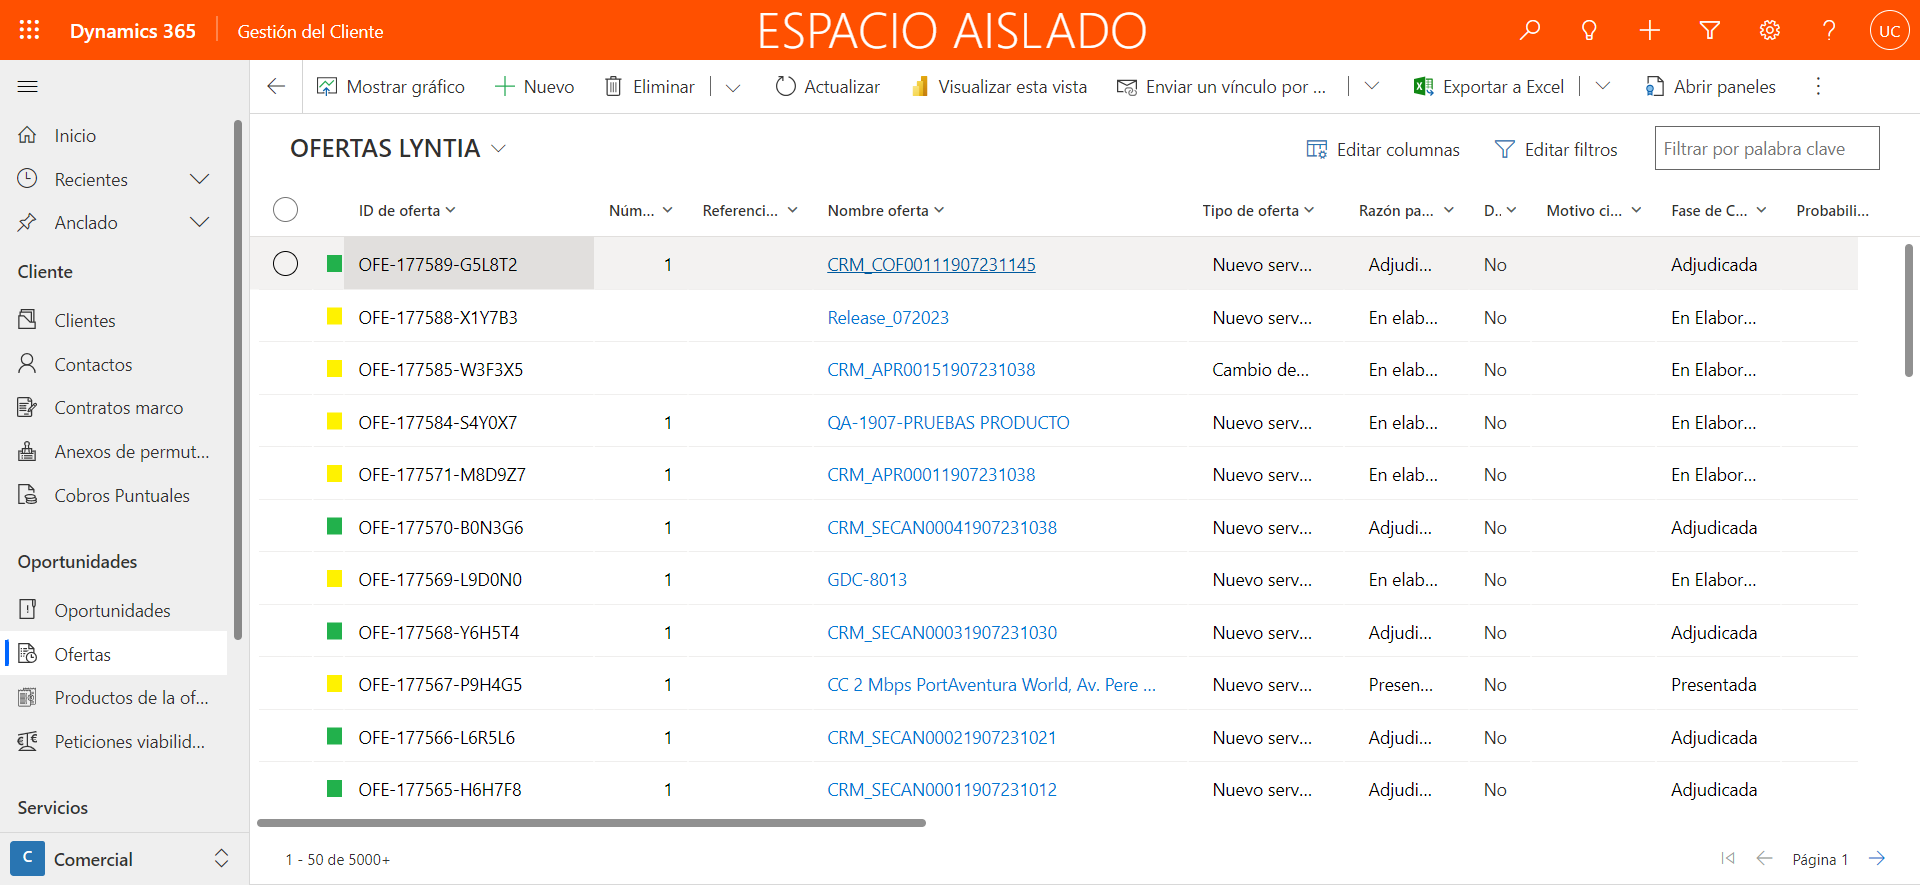 Dynamics 365
Gestión del Cliente
ESPACIO AISLADO
UC
Mostrar gráfico
Nuevo
Eliminar
Actualizar
Visualizar esta vista
Enviar un vínculo por ...
Exportar a Excel
Abrir paneles
Inicio
Recientes
Anclado
Cliente
Clientes
Contactos
Contratos marco
Anexos de permut...
Cobros Puntuales
Oportunidades
Oportunidades
Ofertas
Productos de la of...
Peticiones viabilid...
Servicios
C Comercial
OFERTAS LYNTIA
Editar columnas
Editar filtros
Filtrar por palabra clave
ID de oferta Núm... Referenci... Nombre oferta Tipo de oferta Razón pa... D.. Motivo ci... Fase de C... Probabili...
OFE-177589-G5L8T2 1 CRM_COF00111907231145 Nuevo serv... Adjudi... No Adjudicada
OFE-177588-X1Y7B3 Release_072023 Nuevo serv... En elab... No En Elabor...
OFE-177585-W3F3X5 CRM_APR00151907231038 Cambio de... En elab... No En Elabor...
OFE-177584-S4Y0X7 1 QA-1907-PRUEBAS PRODUCTO Nuevo serv... En elab... No En Elabor...
OFE-177571-M8D9Z7 1 CRM_APR00011907231038 Nuevo serv... En elab... No En Elabor...
OFE-177570-B0N3G6 1 CRM_SECAN00041907231038 Nuevo serv... Adjudi... No Adjudicada
OFE-177569-L9D0N0 1 GDC-8013 Nuevo serv... En elab... No En Elabor...
OFE-177568-Y6H5T4 1 CRM_SECAN00031907231030 Nuevo serv... Adjudi... No Adjudicada
OFE-177567-P9H4G5 1 CC 2 Mbps PortAventura World, Av. Pere ... Nuevo serv... Presen... No Presentada
OFE-177566-L6R5L6 1 CRM_SECAN00021907231021 Nuevo serv... Adjudi... No Adjudicada
OFE-177565-H6H7F8 1 CRM_SECAN00011907231012 Nuevo serv... Adjudi... No Adjudicada
1 - 50 de 5000+
Página 1